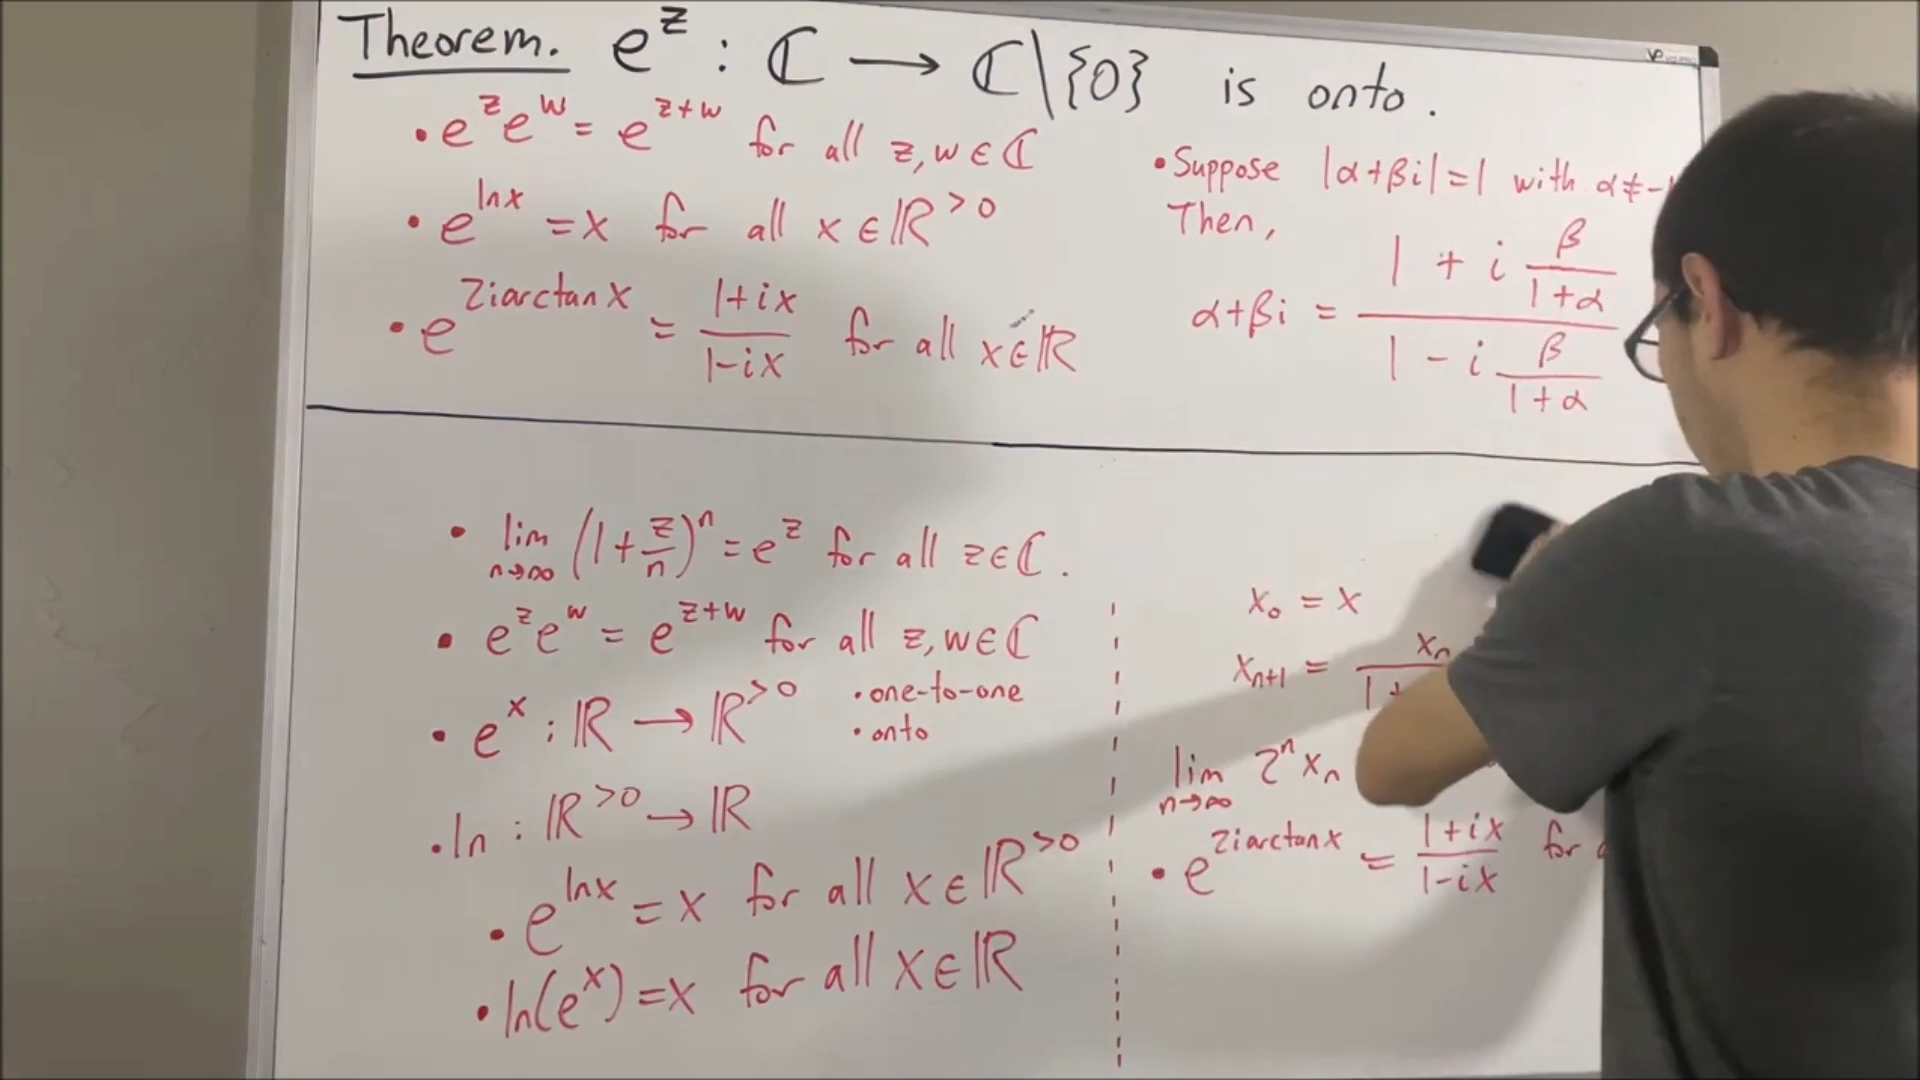 Theorem. e^z : ℂ → ℂ\{0} is onto.
• e^z e^w = e^{z+w} for all z, w ∈ ℂ
• e^{ln x} = x for all x ∈ ℝ^{>0}
• e^{2i arctan x} = (1+ix)/(1-ix) for all x ∈ ℝ
• Suppose |α+βi| = 1 with α ≠ -
Then,
α+βi = (1 + i β/(1+α))/(1 - i β/(1+α))
• lim_{n→∞} (1 + z/n)^n = e^z for all z ∈ ℂ.
• e^z e^w = e^{z+w} for all z, w ∈ ℂ
• e^x : ℝ → ℝ^{>0} • one-to-one
• onto
• ln : ℝ^{>0} → ℝ
• e^{ln x} = x for all x ∈ ℝ^{>0}
• ln(e^x) = x for all x ∈ ℝ
x_0 = x
x_{n+1} = x_n/(1 +
lim_{n→∞} 2^n x_n
• e^{2i arctan x} = (1+ix)/(1-ix) for